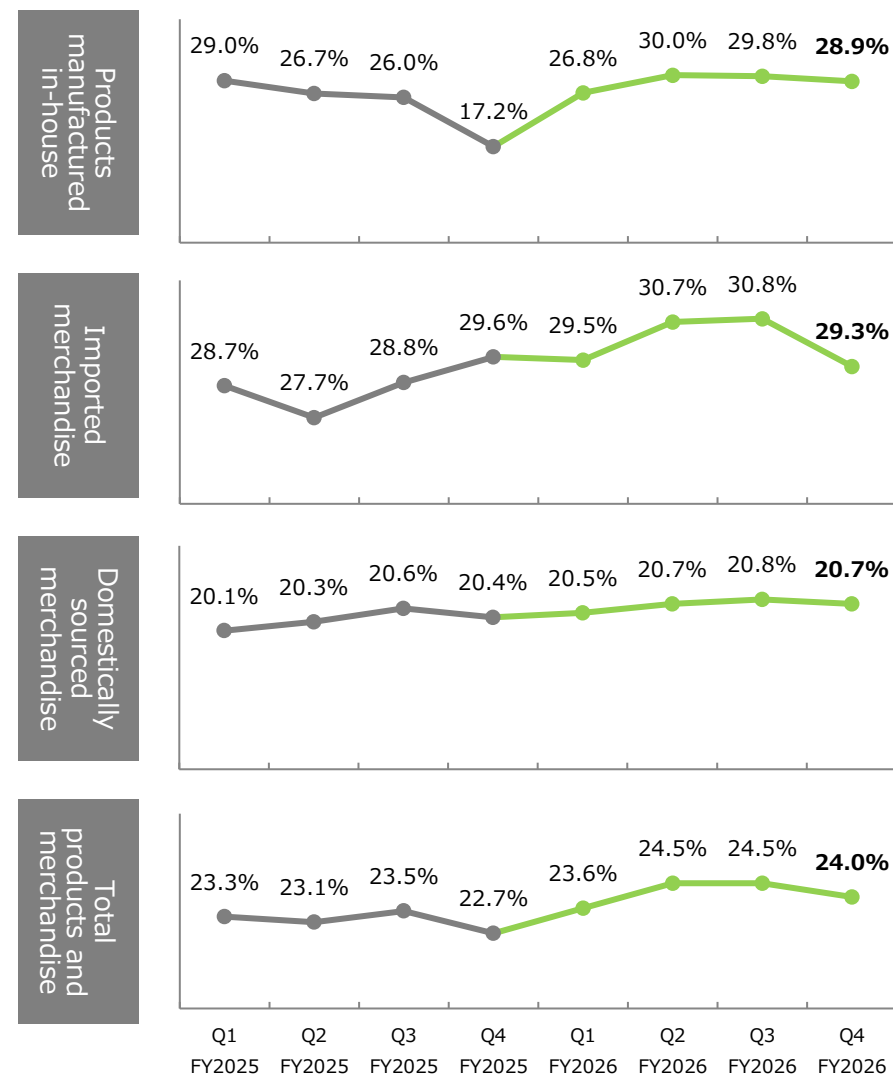 Products
manufactured
in-house
29.0%
26.7%
26.0%
17.2%
26.8%
30.0%
29.8%
28.9%
Imported
merchandise
28.7%
27.7%
28.8%
29.6%
29.5%
30.7%
30.8%
29.3%
Domestically
sourced
merchandise
20.1%
20.3%
20.6%
20.4%
20.5%
20.7%
20.8%
20.7%
Total
products and
merchandise
23.3%
23.1%
23.5%
22.7%
23.6%
24.5%
24.5%
24.0%
Q1 Q2 Q3 Q4 Q1 Q2 Q3 Q4
FY2025 FY2025 FY2025 FY2025 FY2026 FY2026 FY2026 FY2026